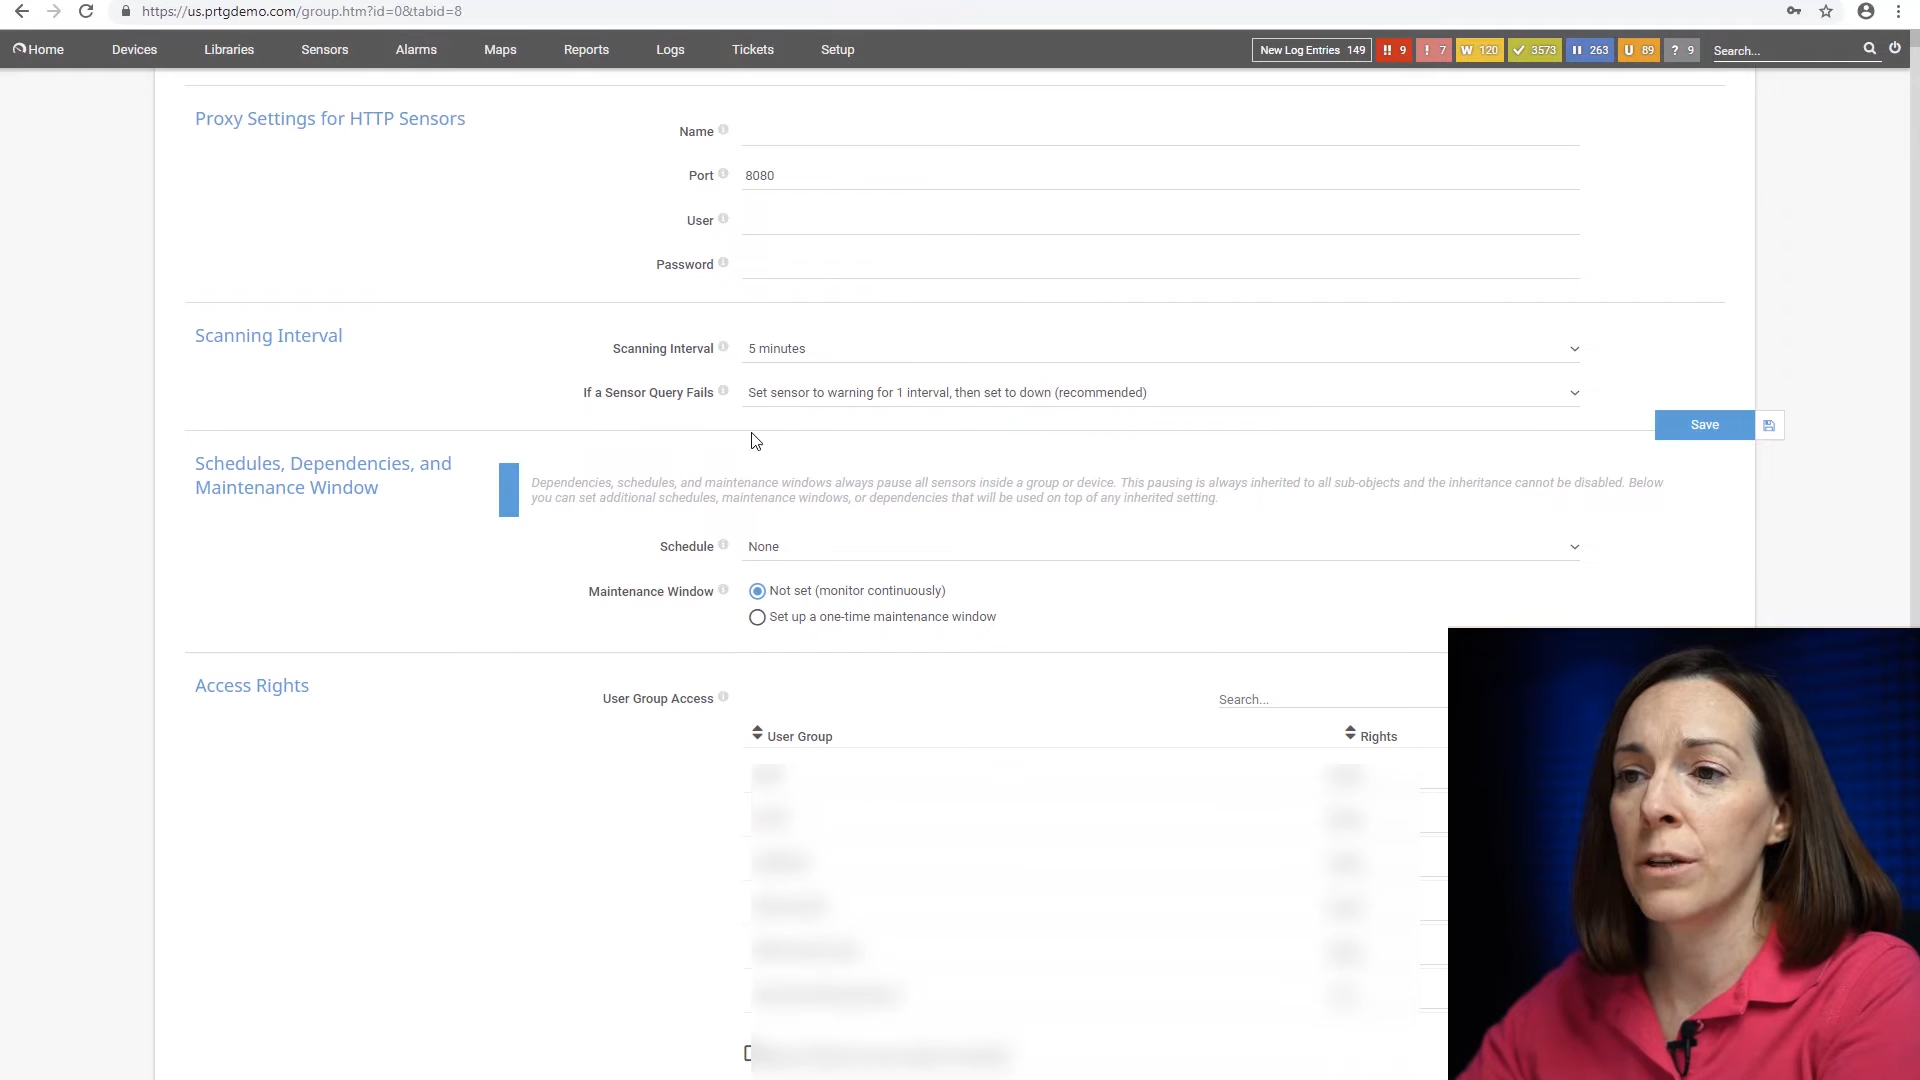 https://us.prtgdemo.com/group.htm?id=0&tabid=8
Home Devices Libraries Sensors Alarms Maps Reports Logs Tickets Setup New Log Entries 149 !! 9 ! 7 W 120 3573 263 U 89 ? 9 Search...
Proxy Settings for HTTP Sensors
Name
Port 8080
User
Password
Scanning Interval
Scanning Interval 5 minutes
If a Sensor Query Fails Set sensor to warning for 1 interval, then set to down (recommended)
Save
Schedules, Dependencies, and
Maintenance Window
Dependencies, schedules, and maintenance windows always pause all sensors inside a group or device. This pausing is always inherited to all sub-objects and the inheritance cannot be disabled. Below
you can set additional schedules, maintenance windows, or dependencies that will be used on top of any inherited setting.
Schedule None
Maintenance Window Not set (monitor continuously)
Set up a one-time maintenance window
Access Rights
User Group Access Search...
User Group Rights